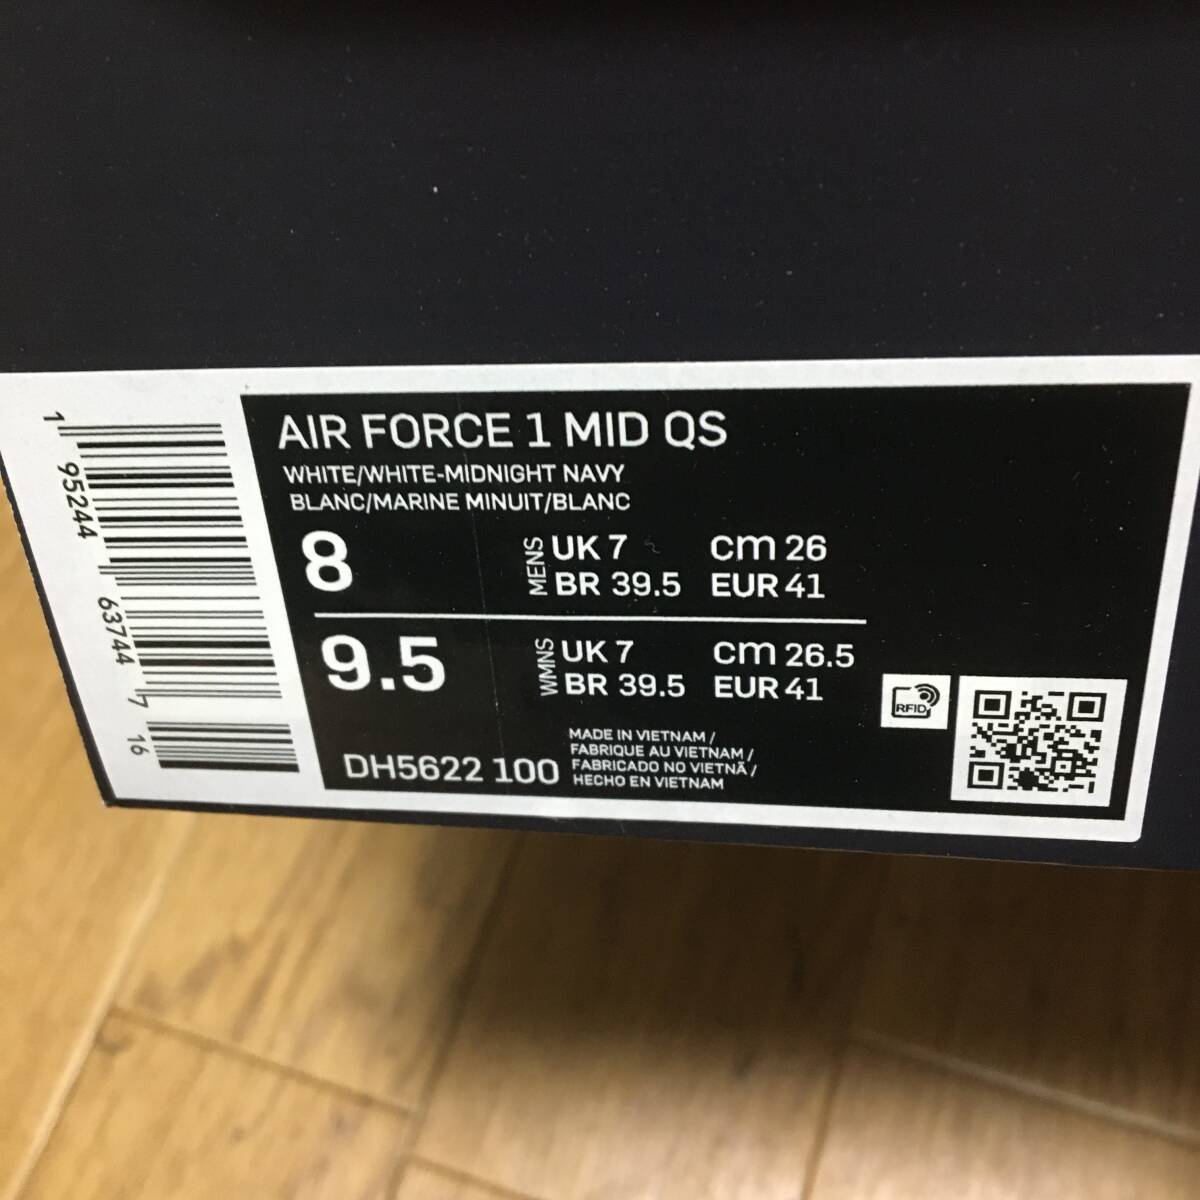 AIR FORCE 1 MID QS
WHITE/WHITE-MIDNIGHT NAVY
BLANC/MARINE MINUIT/BLANC
8 MENS UK 7 cm 26
BR 39.5 EUR 41
9.5 WMNS UK 7 cm 26.5
BR 39.5 EUR 41
DH5622 100
MADE IN VIETNAM /
FABRIQUE AU VIETNAM /
FABRICADO NO VIETNÃ /
HECHO EN VIETNAM
RFID
1 95244 63744 7 16